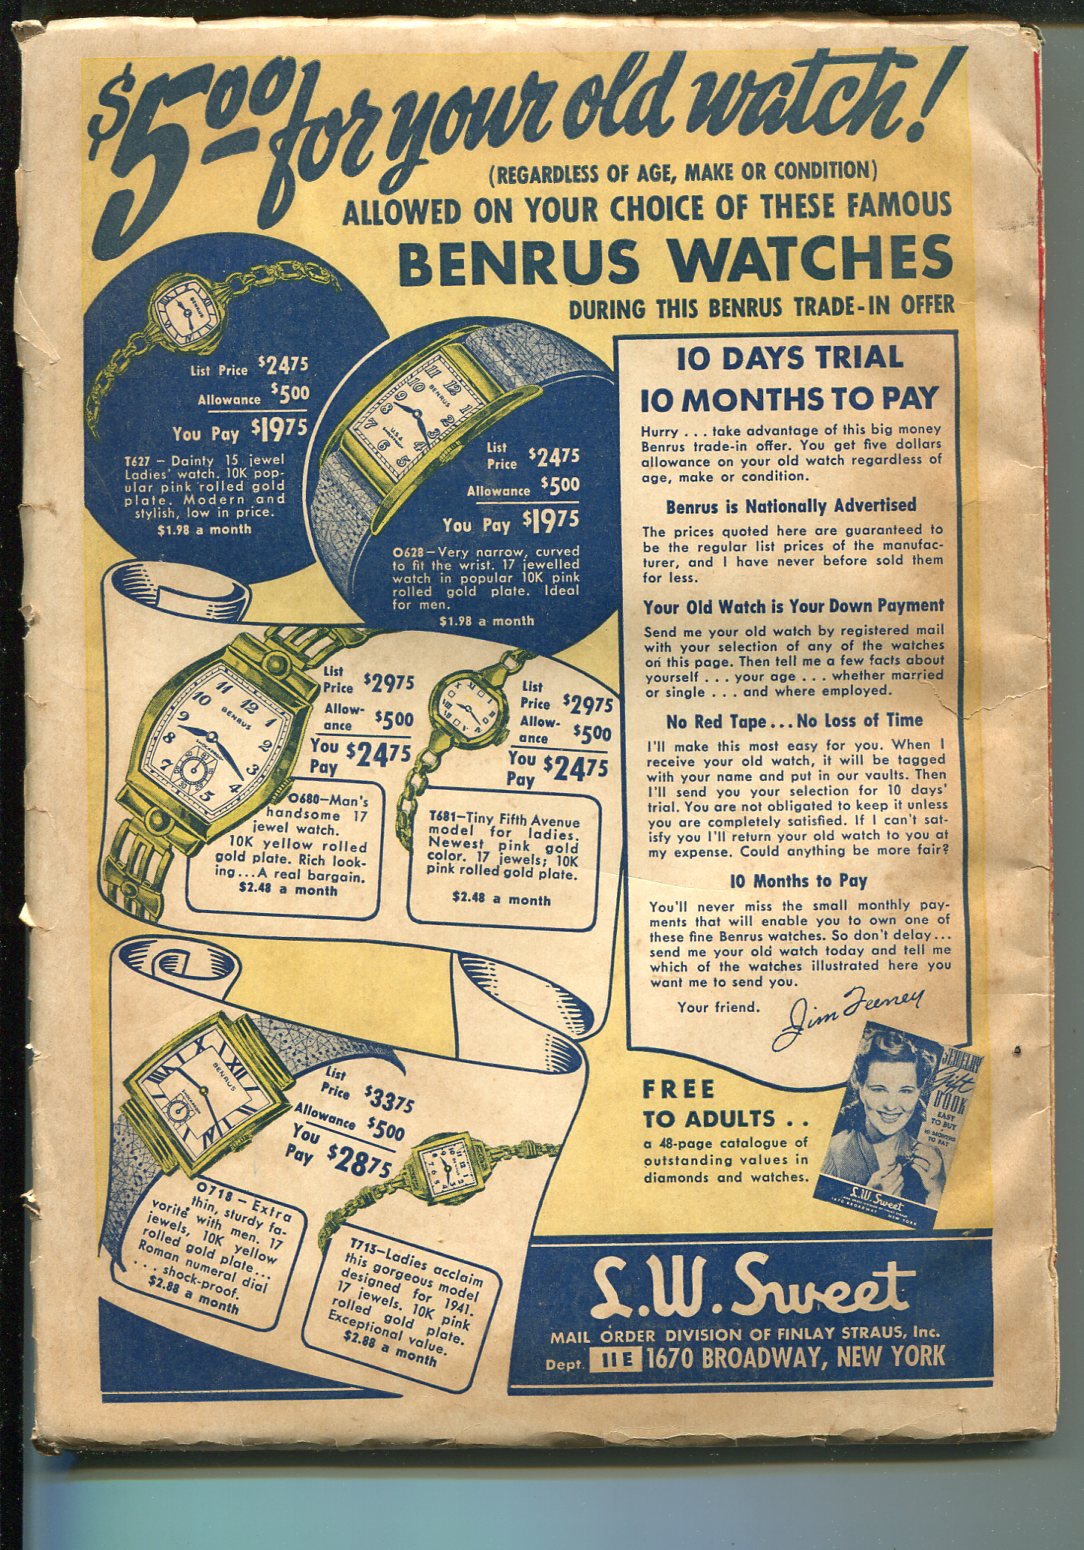 $5.00 for your old watch!
(REGARDLESS OF AGE, MAKE OR CONDITION)
ALLOWED ON YOUR CHOICE OF THESE FAMOUS
BENRUS WATCHES
DURING THIS BENRUS TRADE-IN OFFER
BENRUS
List Price $24.75
Allowance $5.00
You Pay $19.75
T627 – Dainty 15 jewel
Ladies' watch. 10K pop-
ular pink rolled gold
plate. Modern and
stylish, low in price.
$1.98 a month
BENRUS
U.S.A.
List
Price $24.75
Allowance $5.00
You Pay $19.75
O628–Very narrow, curved
to fit the wrist. 17 jewelled
watch in popular 10K pink
rolled gold plate. Ideal
for men.
$1.98 a month
BENRUS
List
Price $29.75
Allow-
ance $5.00
You
Pay $24.75
O680–Man's
handsome 17
jewel watch.
10K yellow rolled
gold plate. Rich look-
ing...A real bargain.
$2.48 a month
List
Price $29.75
Allow-
ance $5.00
You
Pay $24.75
T681–Tiny Fifth Avenue
model for ladies.
Newest pink gold
color. 17 jewels; 10K
pink rolled gold plate.
$2.48 a month
BENRUS
List
Price $33.75
Allowance $5.00
You
Pay $28.75
O718 – Extra
thin, sturdy fa-
vorite with men. 17
jewels, 10K yellow
rolled gold plate...
Roman numeral dial
. . . shock-proof.
$2.88 a month
T715–Ladies acclaim
this gorgeous model
designed for 1941.
17 jewels. 10K pink
rolled gold plate.
Exceptional value.
$2.88 a month
10 DAYS TRIAL
10 MONTHS TO PAY
Hurry . . . take advantage of this big money
Benrus trade-in offer. You get five dollars
allowance on your old watch regardless of
age, make or condition.
Benrus is Nationally Advertised
The prices quoted here are guaranteed to
be the regular list prices of the manufac-
turer, and I have never before sold them
for less.
Your Old Watch is Your Down Payment
Send me your old watch by registered mail
with your selection of any of the watches
on this page. Then tell me a few facts about
yourself . . . your age . . . whether married
or single . . . and where employed.
No Red Tape...No Loss of Time
I'll make this most easy for you. When I
receive your old watch, it will be tagged
with your name and put in our vaults. Then
I'll send you your selection for 10 days'
trial. You are not obligated to keep it unless
you are completely satisfied. If I can't sat-
isfy you I'll return your old watch to you at
my expense. Could anything be more fair?
10 Months to Pay
You'll never miss the small monthly pay-
ments that will enable you to own one of
these fine Benrus watches. So don't delay...
send me your old watch today and tell me
which of the watches illustrated here you
want me to send you.
Your friend.
Jim Feeney
FREE
TO ADULTS . .
a 48-page catalogue of
outstanding values in
diamonds and watches.
JEWELRY
Gift
BOOK
EASY
TO BUY
10 MONTHS
TO PAY
L.W. Sweet
1670 BROADWAY NEW YORK
L.W. Sweet
MAIL ORDER DIVISION OF FINLAY STRAUS, Inc.
Dept. 11 E 1670 BROADWAY, NEW YORK